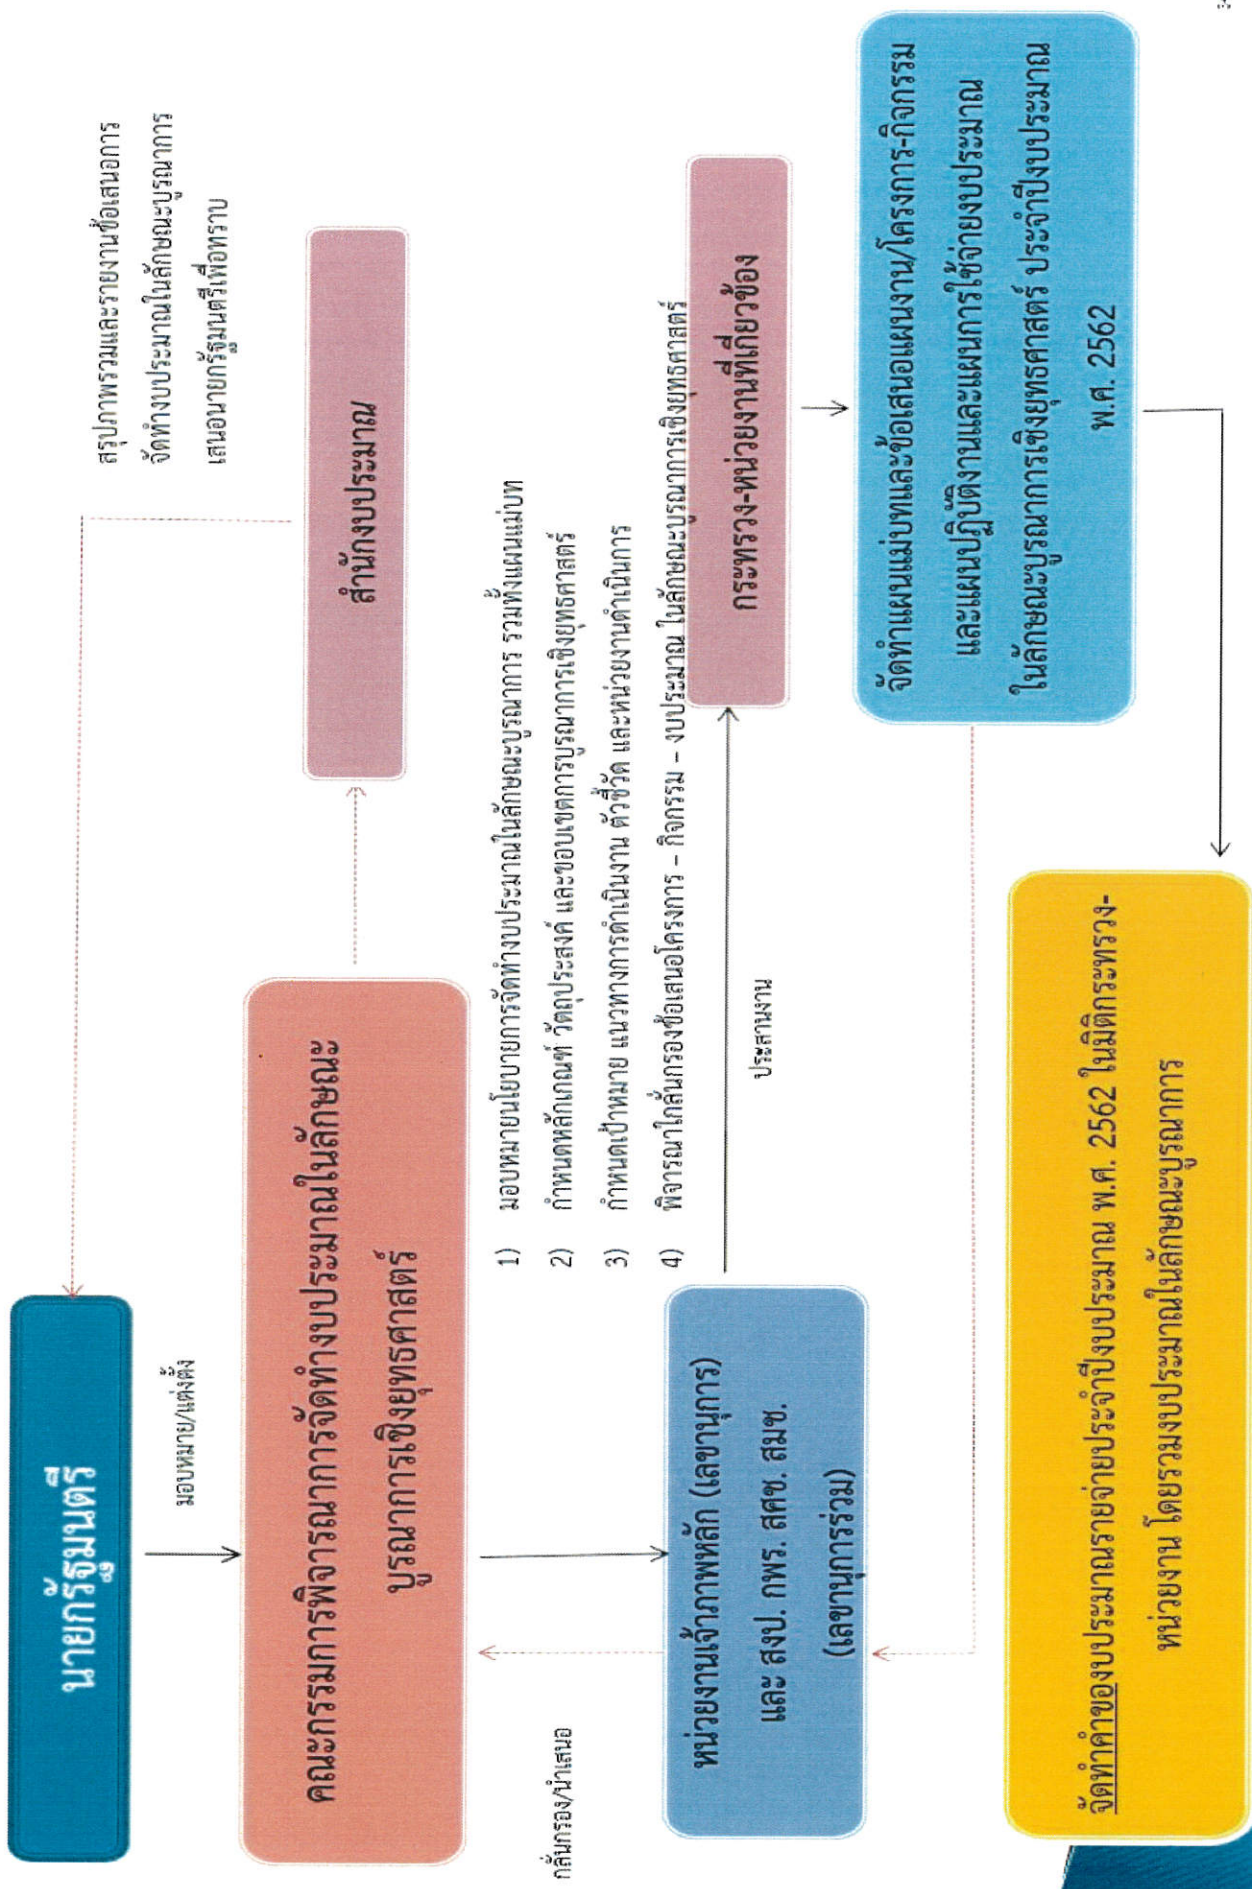 นายกรัฐมนตรี
มอบหมาย/แต่งตั้ง
สรุปภาพรวมและรายงานข้อเสนอการ
จัดทำงบประมาณในลักษณะบูรณาการ
เสนอนายกรัฐมนตรีเพื่อทราบ
คณะกรรมการพิจารณาการจัดทำงบประมาณในลักษณะ
บูรณาการเชิงยุทธศาสตร์
สำนักงบประมาณ
1) มอบหมายนโยบายการจัดทำงบประมาณในลักษณะบูรณาการ รวมทั้งแผนแม่บท
2) กำหนดหลักเกณฑ์ วัตถุประสงค์ และขอบเขตการบูรณาการเชิงยุทธศาสตร์
3) กำหนดเป้าหมาย แนวทางการดำเนินงาน ตัวชี้วัด และหน่วยงานดำเนินการ
4) พิจารณาใกลั่นกรองข้อเสนอโครงการ – กิจกรรม – งบประมาณ ในลักษณะบูรณาการเชิงยุทธศาสตร์
กลั่นกรอง/นำเสนอ
หน่วยงานเจ้าภาพหลัก (เลขานุการ)
และ สงป. กพร. สศช. สมช.
(เลขานุการร่วม)
ประสานงาน
กระทรวง-หน่วยงานที่เกี่ยวข้อง
จัดทำแผนแม่บทและข้อเสนอแผนงาน/โครงการ-กิจกรรม
และแผนปฏิบัติงานและแผนการใช้จ่ายงบประมาณ
ในลักษณะบูรณาการเชิงยุทธศาสตร์ ประจำปีงบประมาณ
พ.ศ. 2562
จัดทำคำของบประมาณรายจ่ายประจำปีงบประมาณ พ.ศ. 2562 ในมิติกระทรวง-
หน่วยงาน โดยรวมงบประมาณในลักษณะบูรณาการ